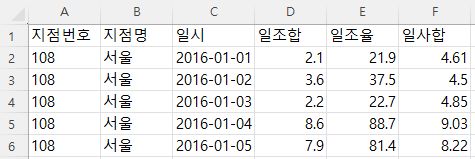 A B C D E F
1 지점번호 지점명 일시 일조합 일조율 일사합
2 108 서울 2016-01-01 2.1 21.9 4.61
3 108 서울 2016-01-02 3.6 37.5 4.5
4 108 서울 2016-01-03 2.2 22.7 4.85
5 108 서울 2016-01-04 8.6 88.7 9.03
6 108 서울 2016-01-05 7.9 81.4 8.22